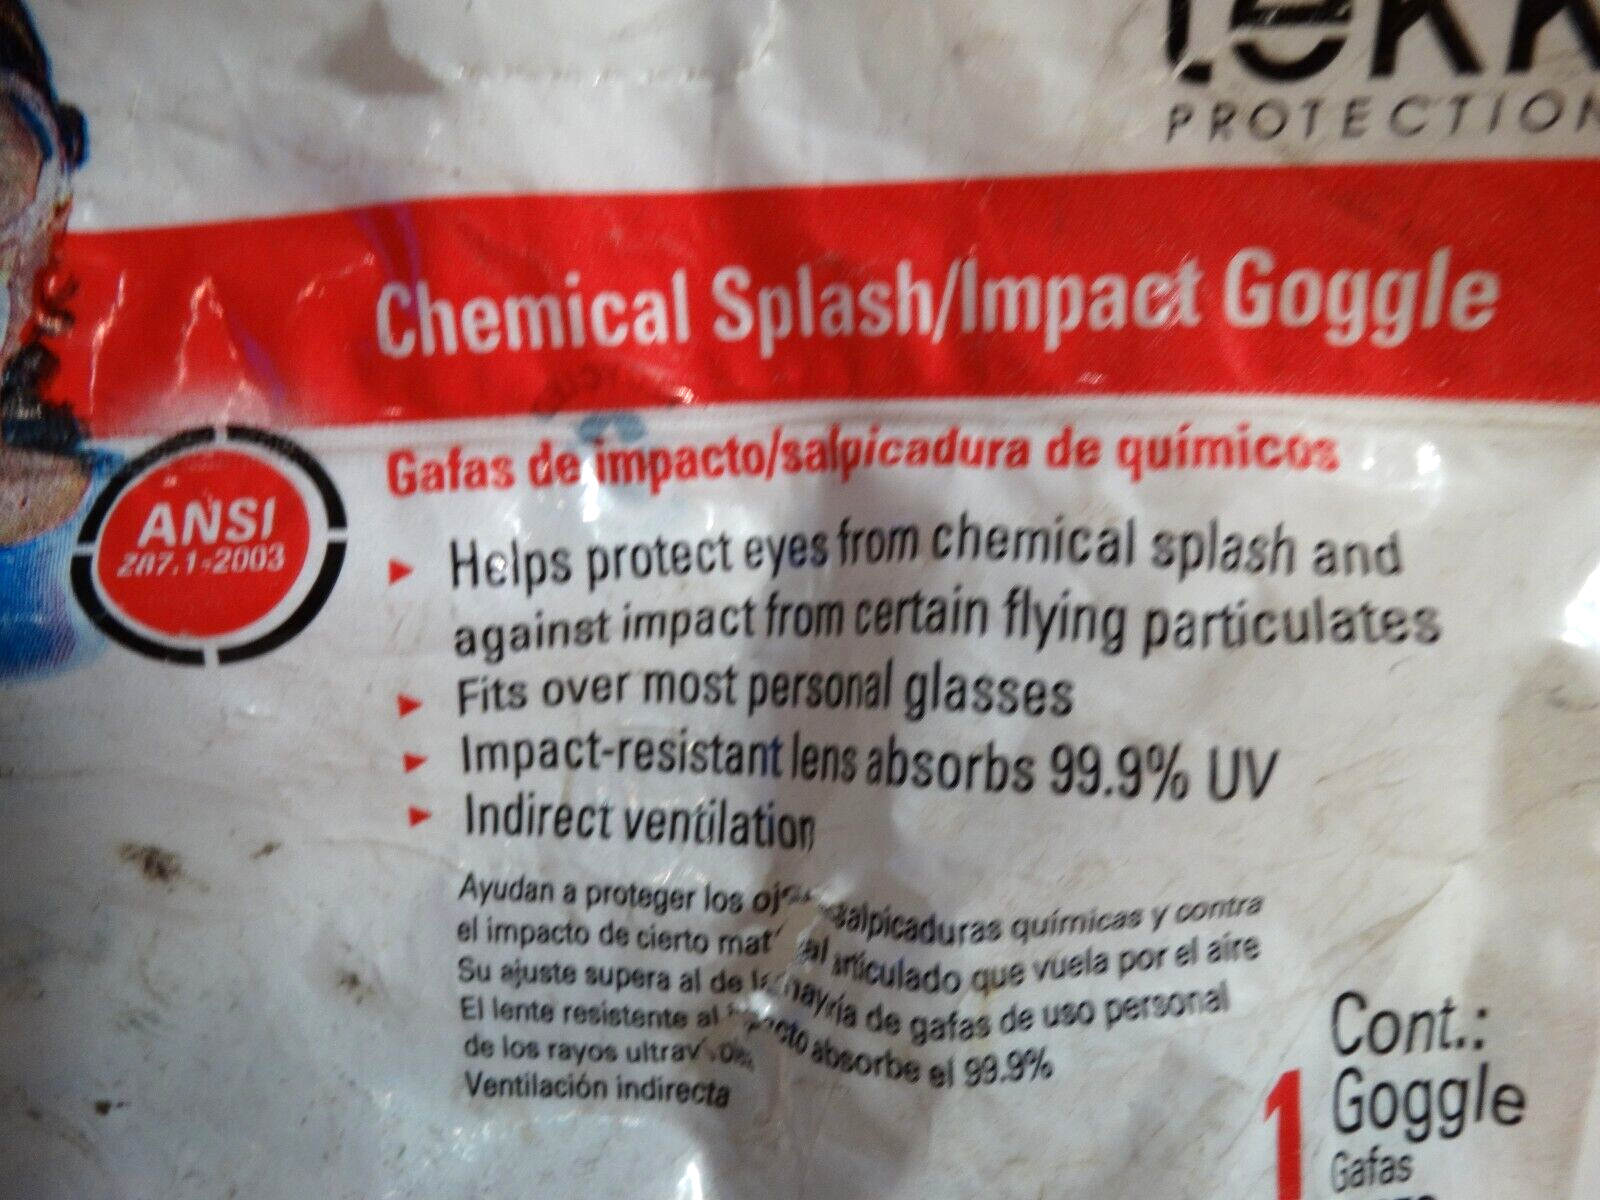 PROTECTION
Chemical Splash/Impact Goggle
ANSI
Z87.1-2003
Gafas de impacto/salpicadura de químicos
Helps protect eyes from chemical splash and
against impact from certain flying particulates
Fits over most personal glasses
Impact-resistant lens absorbs 99.9% UV
Indirect ventilation
Ayudan a proteger los salpicaduras químicas y contra
el impacto de cierto que vuela por el aire
Su ajuste supera al de de gafas de uso personal
El lente resistente al absorbe el 99.9%
de los rayos
Ventilación indirecta
Cont.:
1 Goggle
Gafas